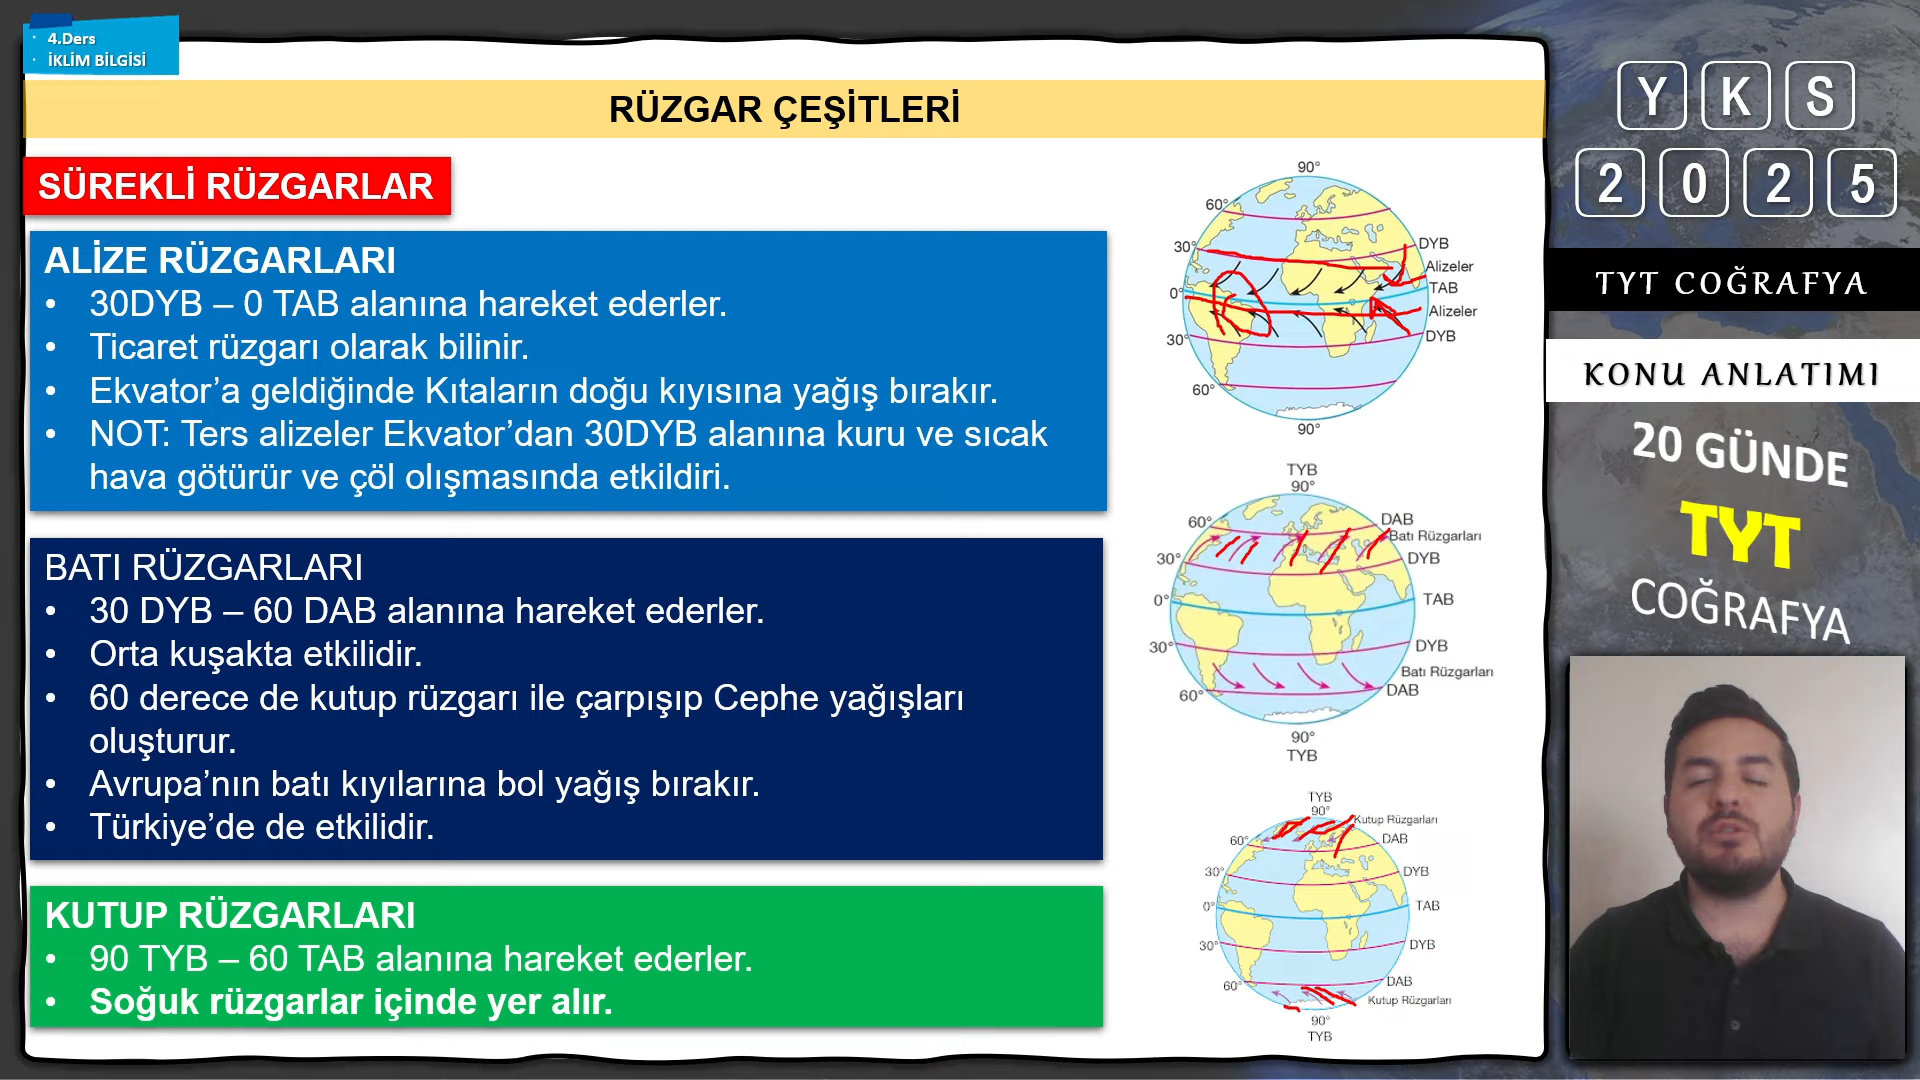 4.Ders
İKLİM BİLGİSİ
RÜZGAR ÇEŞİTLERİ
SÜREKLİ RÜZGARLAR
ALİZE RÜZGARLARI
• 30DYB – 0 TAB alanına hareket ederler.
• Ticaret rüzgarı olarak bilinir.
• Ekvator’a geldiğinde Kıtaların doğu kıyısına yağış bırakır.
• NOT: Ters alizeler Ekvator’dan 30DYB alanına kuru ve sıcak
hava götürür ve çöl olışmasında etkildiri.
BATI RÜZGARLARI
• 30 DYB – 60 DAB alanına hareket ederler.
• Orta kuşakta etkilidir.
• 60 derece de kutup rüzgarı ile çarpışıp Cephe yağışları
oluşturur.
• Avrupa’nın batı kıyılarına bol yağış bırakır.
• Türkiye’de de etkilidir.
KUTUP RÜZGARLARI
• 90 TYB – 60 TAB alanına hareket ederler.
• Soğuk rüzgarlar içinde yer alır.
90°
60°
30°
DYB
Alizeler
0°
TAB
Alizeler
30°
DYB
60°
90°
TYB
90°
60°
DAB
Batı Rüzgarları
30°
DYB
0°
TAB
30°
DYB
Batı Rüzgarları
60°
DAB
90°
TYB
TYB
90°
Kutup Rüzgarları
60°
DAB
30°
DYB
0°
TAB
30°
DYB
60°
DAB
Kutup Rüzgarları
90°
TYB
YKS
2025
TYT COĞRAFYA
KONU ANLATIMI
20 GÜNDE
TYT
COĞRAFYA